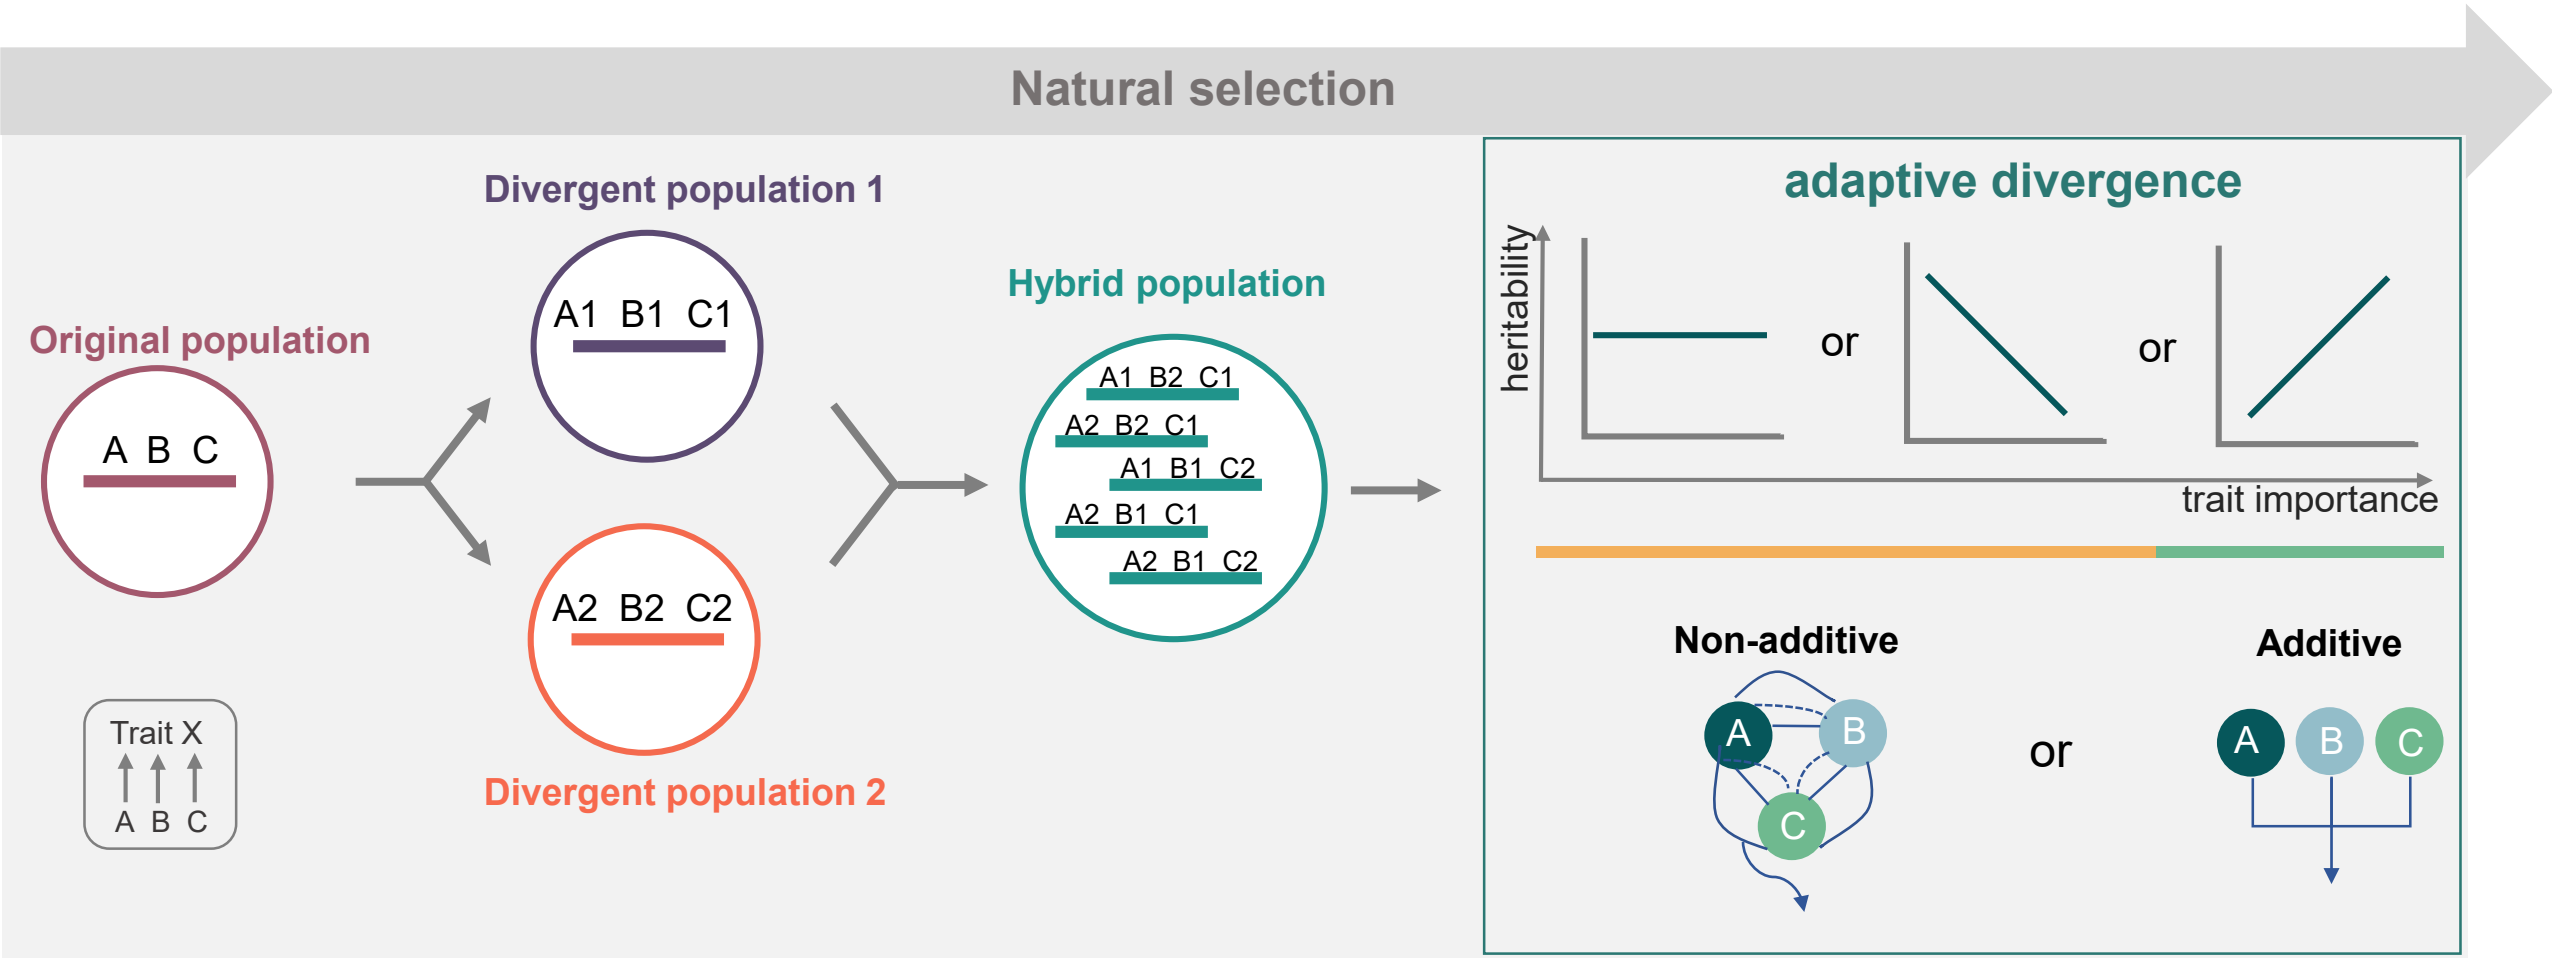 Natural selection
Original population
A B C
Trait X
A B C
Divergent population 1
A1 B1 C1
A2 B2 C2
Divergent population 2
Hybrid population
A1 B2 C1
A2 B2 C1
A1 B1 C2
A2 B1 C1
A2 B1 C2
adaptive divergence
heritability
or
or
trait importance
Non-additive
A
B
C
or
Additive
A B C